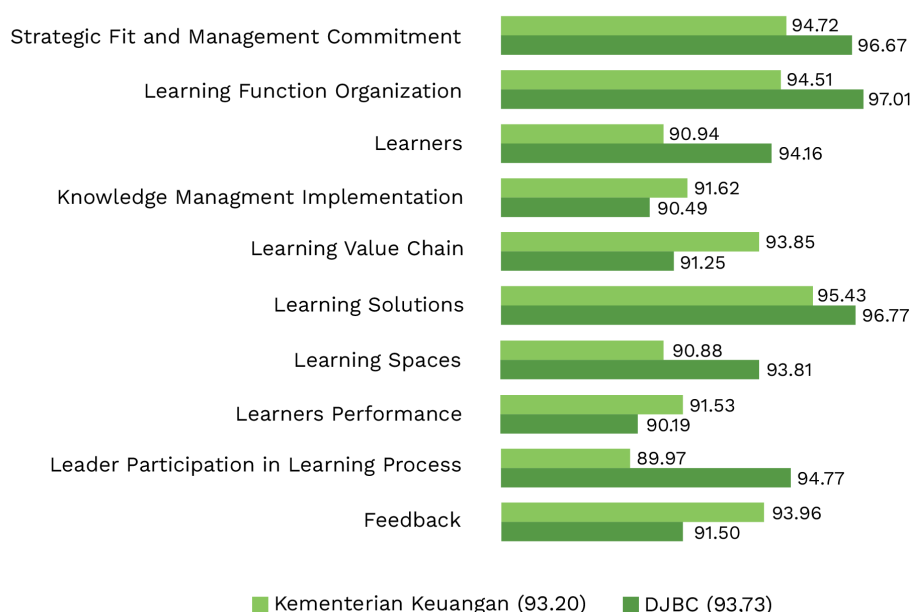 Strategic Fit and Management Commitment
94.72
96.67
Learning Function Organization
94.51
97.01
Learners
90.94
94.16
Knowledge Managment Implementation
91.62
90.49
Learning Value Chain
93.85
91.25
Learning Solutions
95.43
96.77
Learning Spaces
90.88
93.81
Learners Performance
91.53
90.19
Leader Participation in Learning Process
89.97
94.77
Feedback
93.96
91.50
Kementerian Keuangan (93.20) DJBC (93,73)